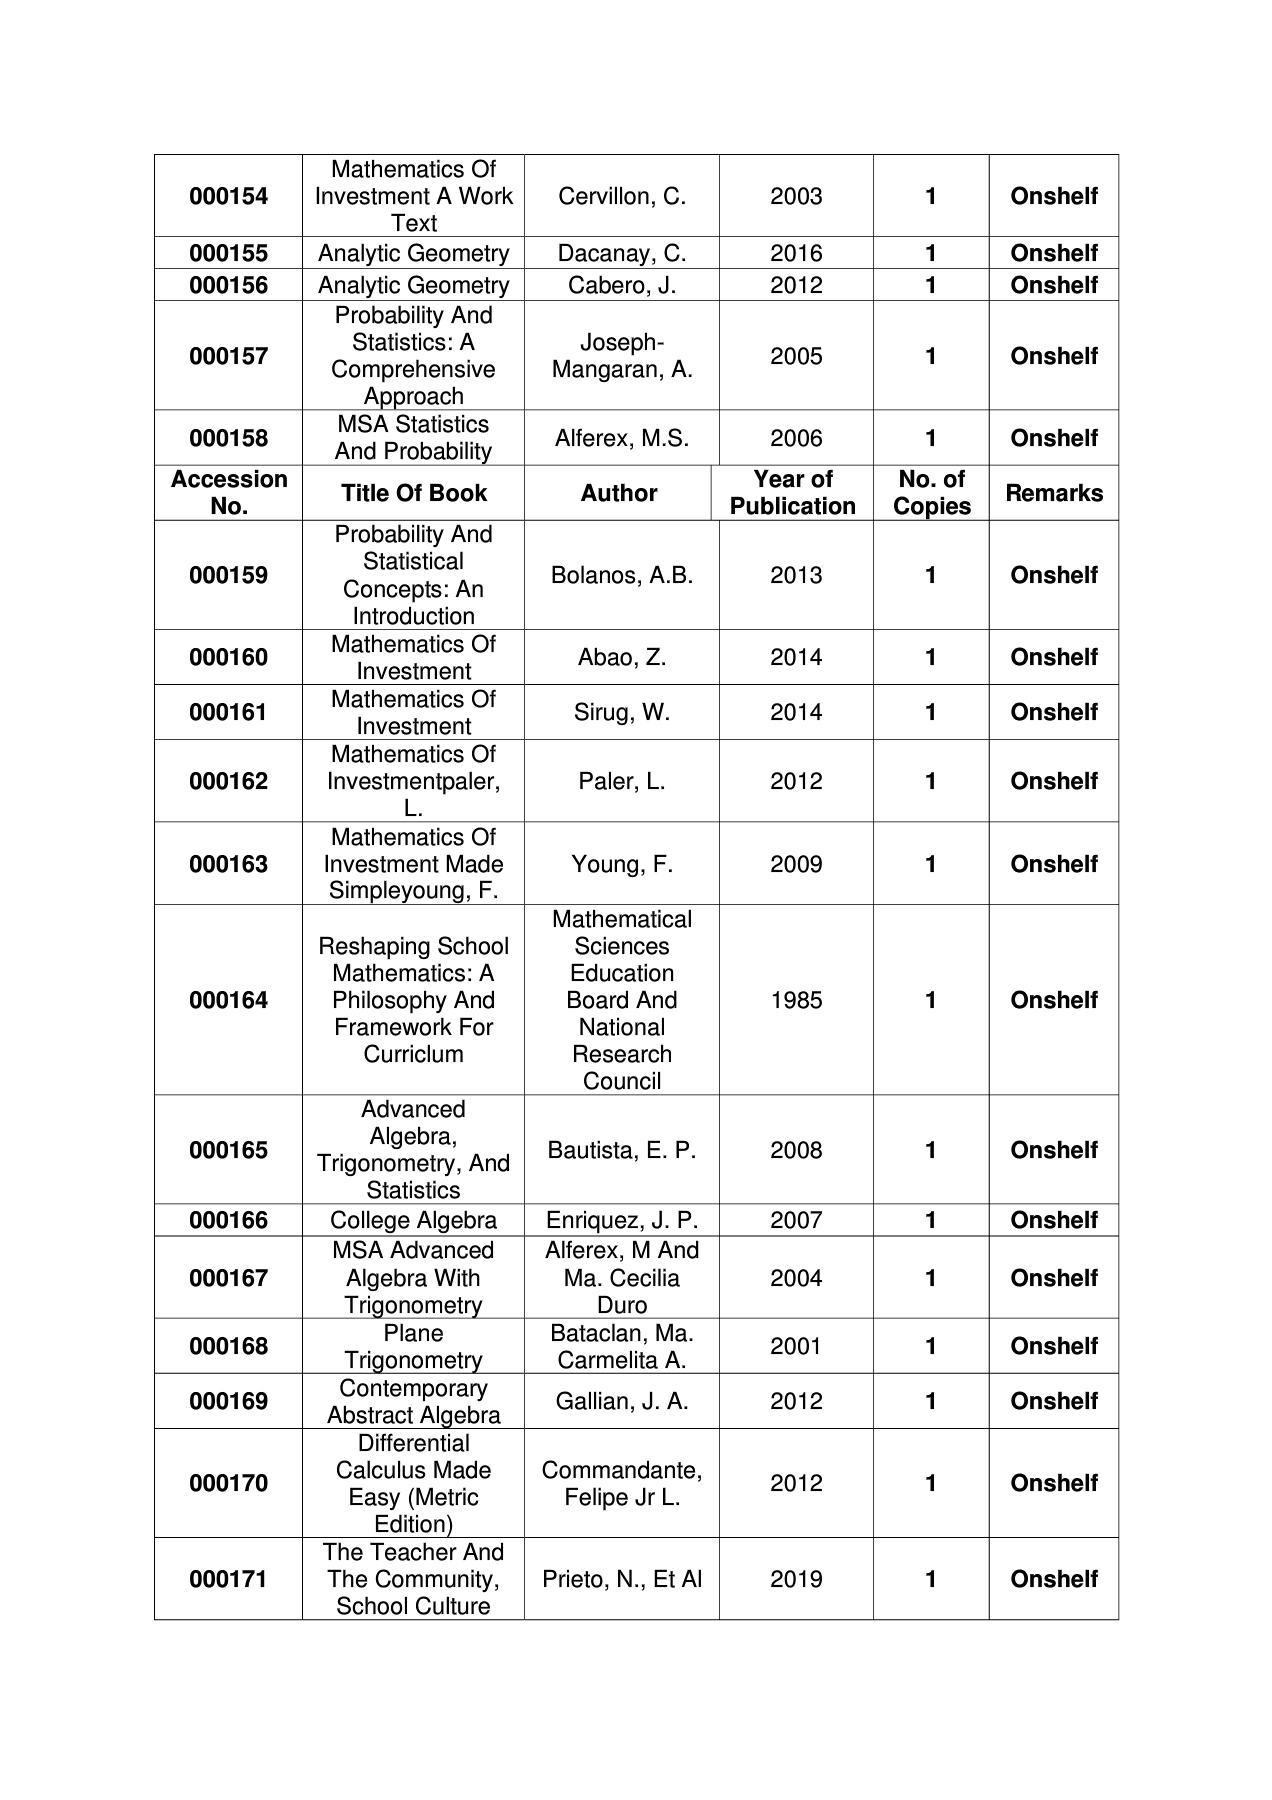 000154
Mathematics Of
Investment A Work
Text
Cervillon, C.
2003
1
Onshelf
000155
Analytic Geometry
Dacanay, C.
2016
1
Onshelf
000156
Analytic Geometry
Cabero, J.
2012
1
Onshelf
000157
Probability And
Statistics: A
Comprehensive
Approach
Joseph-
Mangaran, A.
2005
1
Onshelf
000158
MSA Statistics
And Probability
Alferex, M.S.
2006
1
Onshelf
Accession
No.
Title Of Book
Author
Year of
Publication
No. of
Copies
Remarks
000159
Probability And
Statistical
Concepts: An
Introduction
Bolanos, A.B.
2013
1
Onshelf
000160
Mathematics Of
Investment
Abao, Z.
2014
1
Onshelf
000161
Mathematics Of
Investment
Sirug, W.
2014
1
Onshelf
000162
Mathematics Of
Investmentpaler,
L.
Paler, L.
2012
1
Onshelf
000163
Mathematics Of
Investment Made
Simpleyoung, F.
Young, F.
2009
1
Onshelf
000164
Reshaping School
Mathematics: A
Philosophy And
Framework For
Curriclum
Mathematical
Sciences
Education
Board And
National
Research
Council
1985
1
Onshelf
000165
Advanced
Algebra,
Trigonometry, And
Statistics
Bautista, E. P.
2008
1
Onshelf
000166
College Algebra
Enriquez, J. P.
2007
1
Onshelf
000167
MSA Advanced
Algebra With
Trigonometry
Alferex, M And
Ma. Cecilia
Duro
2004
1
Onshelf
000168
Plane
Trigonometry
Bataclan, Ma.
Carmelita A.
2001
1
Onshelf
000169
Contemporary
Abstract Algebra
Gallian, J. A.
2012
1
Onshelf
000170
Differential
Calculus Made
Easy (Metric
Edition)
Commandante,
Felipe Jr L.
2012
1
Onshelf
000171
The Teacher And
The Community,
School Culture
Prieto, N., Et Al
2019
1
Onshelf